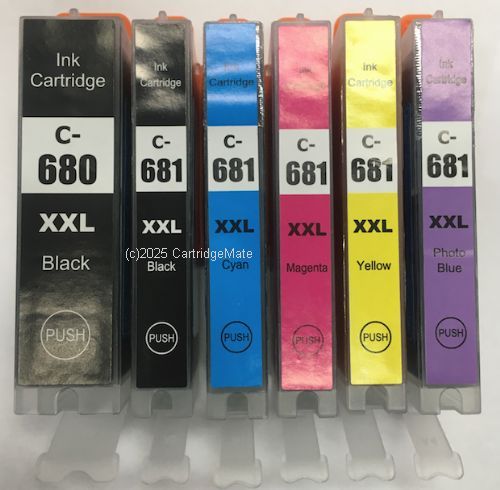 Ink
Cartridge
C-
680
XXL
Black
PUSH
Ink
Cartridge
C-
681
XXL
Black
PUSH
Ink
Cartridge
C-
681
XXL
Cyan
PUSH
Ink
Cartridge
C-
681
XXL
Magenta
PUSH
Ink
Cartridge
C-
681
XXL
Yellow
PUSH
Ink
Cartridge
C-
681
XXL
Photo
Blue
PUSH
(c)2025 CartridgeMate